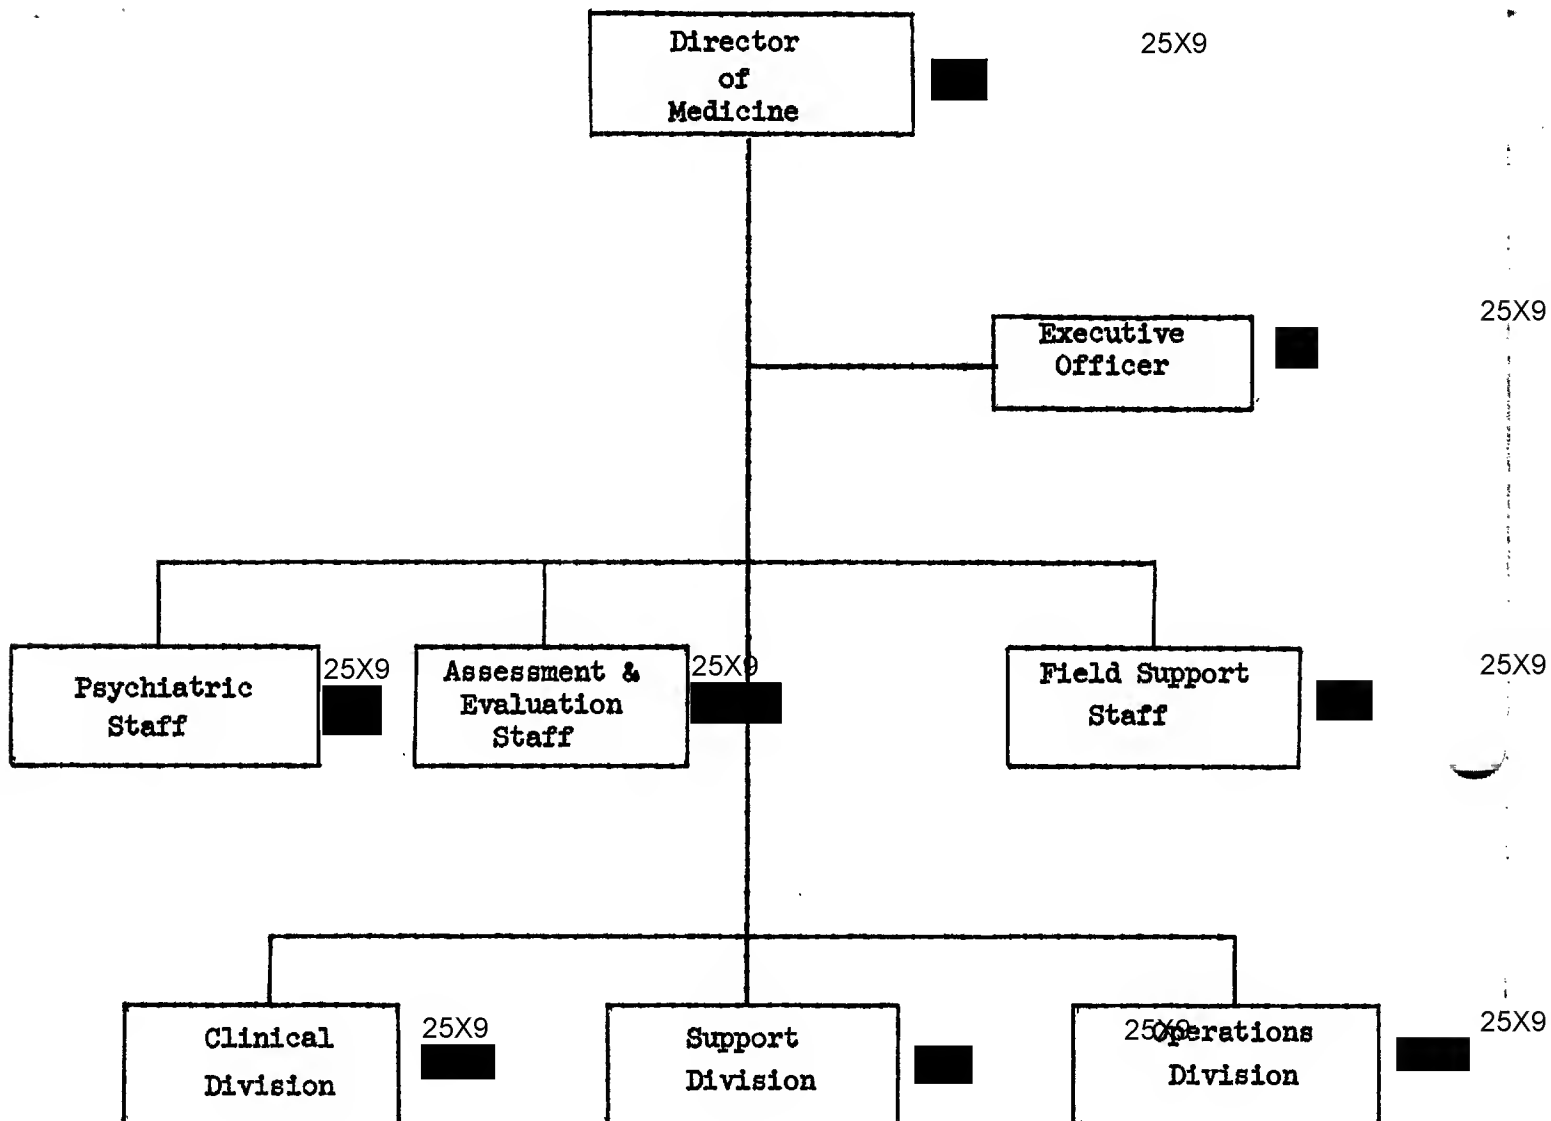 Director
of
Medicine
25X9
Executive
Officer
25X9
Psychiatric
Staff
25X9
Assessment &
Evaluation
Staff
25X9
Field Support
Staff
25X9
Clinical
Division
25X9
Support
Division
25X9
Operations
Division
25X9